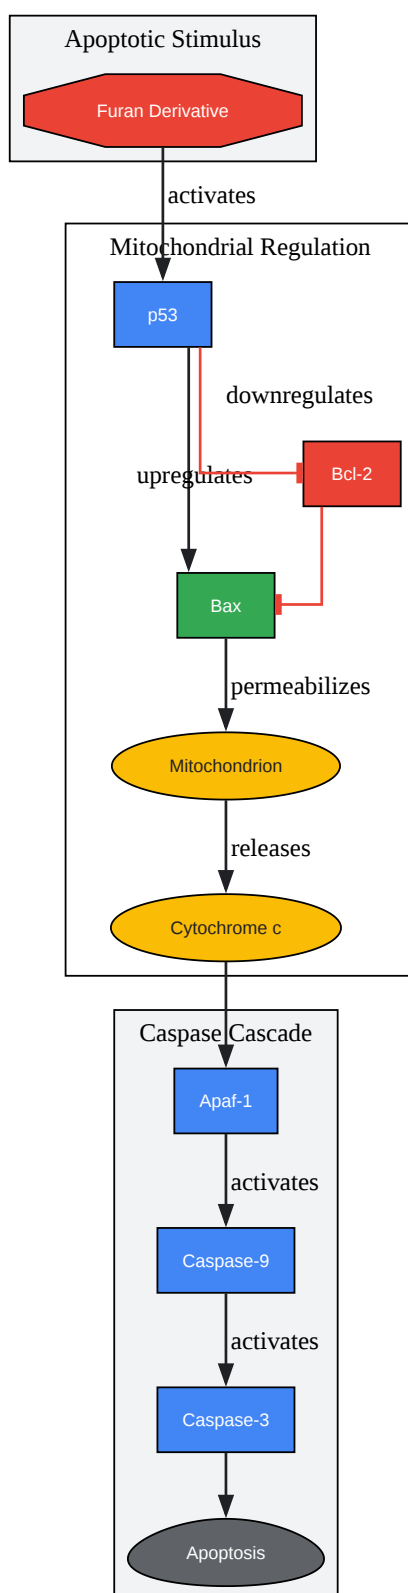 Apoptotic Stimulus
Furan Derivative
activates
Mitochondrial Regulation
p53
downregulates
upregulates
Bcl-2
Bax
permeabilizes
Mitochondrion
releases
Cytochrome c
Caspase Cascade
Apaf-1
activates
Caspase-9
activates
Caspase-3
Apoptosis